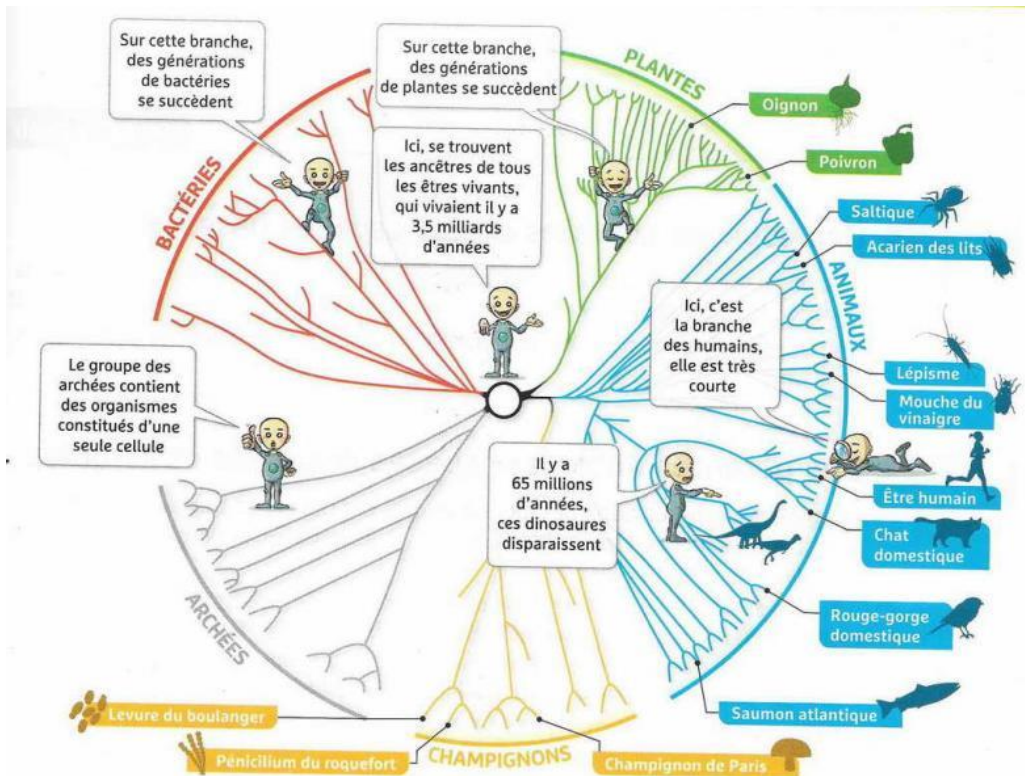 Sur cette branche,
des générations
de bactéries
se succèdent
Sur cette branche,
des générations
de plantes se succèdent
Ici, se trouvent
les ancêtres de tous
les êtres vivants,
qui vivaient il y a
3,5 milliards
d'années
PLANTES
Oignon
Poivron
BACTÉRIES
Saltique
Acarien des lits
ANIMAUX
Ici, c'est
la branche
des humains,
elle est très
courte
Lépisme
Mouche du
vinaigre
Le groupe des
archées contient
des organismes
constitués d'une
seule cellule
Il y a
65 millions
d'années,
ces dinosaures
disparaissent
Être humain
Chat
domestique
Rouge-gorge
domestique
Saumon atlantique
ARCHÉES
Levure du boulanger
Pénicilium du roquefort
CHAMPIGNONS
Champignon de Paris